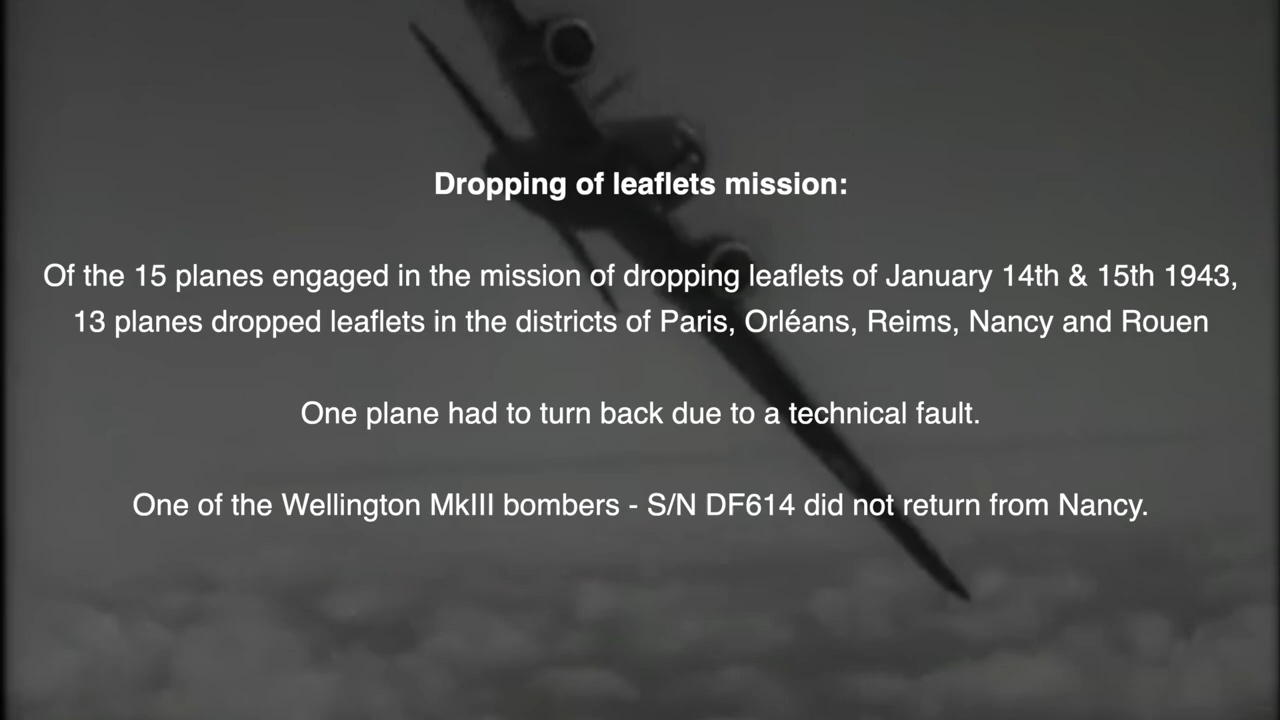 Dropping of leaflets mission:
Of the 15 planes engaged in the mission of dropping leaflets of January 14th & 15th 1943,
13 planes dropped leaflets in the districts of Paris, Orléans, Reims, Nancy and Rouen
One plane had to turn back due to a technical fault.
One of the Wellington MkIII bombers - S/N DF614 did not return from Nancy.